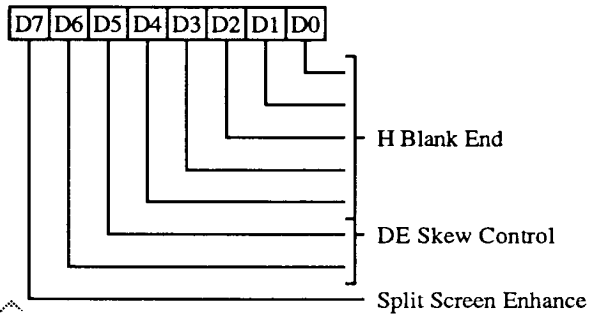 D7 D6 D5 D4 D3 D2 D1 D0
H Blank End
DE Skew Control
Split Screen Enhance